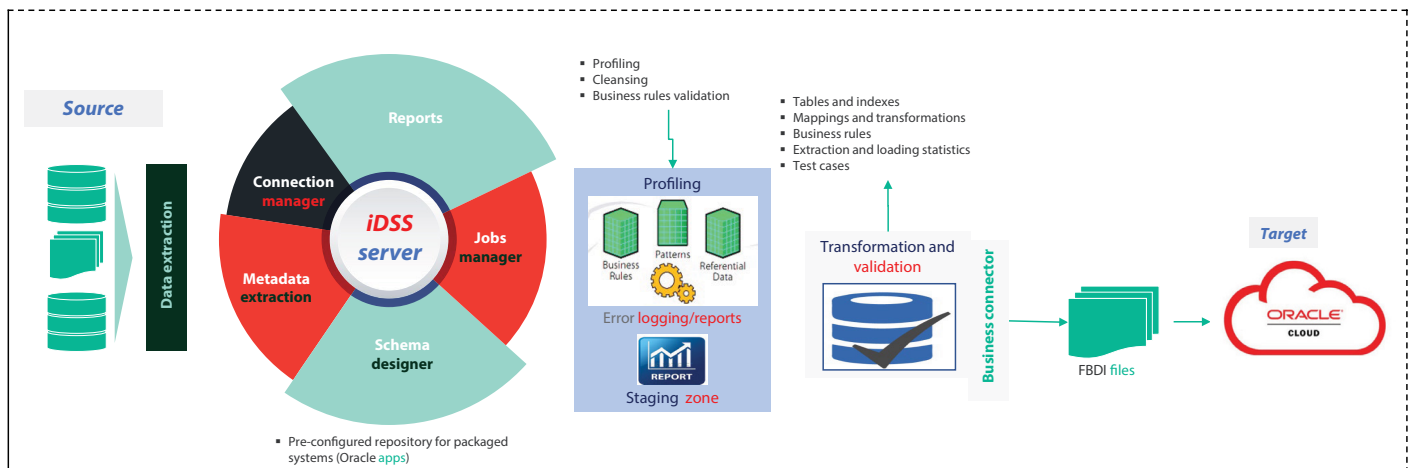 Source
Data extraction
Reports
Connection
manager
iDSS
server
Jobs
manager
Metadata
extraction
Schema
designer
▪ Pre-configured repository for packaged
systems (Oracle apps)
▪ Profiling
▪ Cleansing
▪ Business rules validation
Profiling
Business
Rules
Patterns
Referential
Data
Error logging/reports
REPORT
Staging zone
▪ Tables and indexes
▪ Mappings and transformations
▪ Business rules
▪ Extraction and loading statistics
▪ Test cases
Transformation and
validation
Business connector
FBDI files
Target
ORACLE
CLOUD